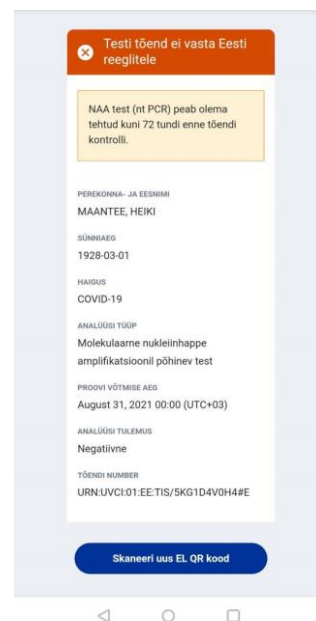 Testi tõend ei vasta Eesti
reeglitele
NAA test (nt PCR) peab olema
tehtud kuni 72 tundi enne tõendi
kontrolli.
PEREKONNA- JA EESNIMI
MAANTEE, HEIKI
SÜNNIAEG
1928-03-01
HAIGUS
COVID-19
ANALÜÜSI TÜÜP
Molekulaarne nukleiinhappe
amplifikatsioonil põhinev test
PROOVI VÕTMISE AEG
August 31, 2021 00:00 (UTC+03)
ANALÜÜSI TULEMUS
Negatiivne
TÕENDI NUMBER
URN:UVCI:01:EE:TIS/5KG1D4V0H4#E
Skaneeri uus EL QR kood